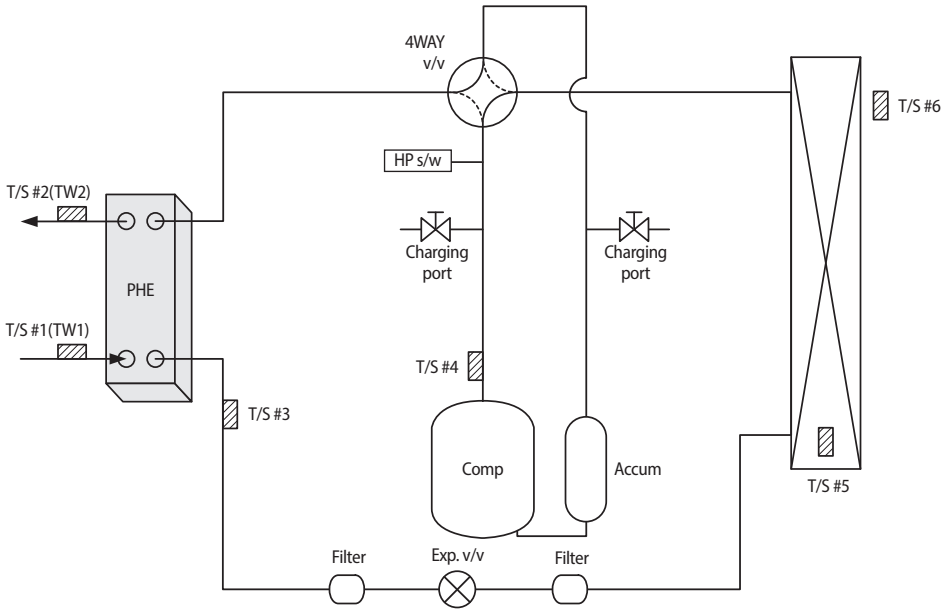 4WAY
v/v
T/S #6
HP s/w
T/S #2(TW2)
Charging
port
Charging
port
PHE
T/S #1(TW1)
T/S #4
T/S #3
Comp
Accum
T/S #5
Filter
Exp. v/v
Filter